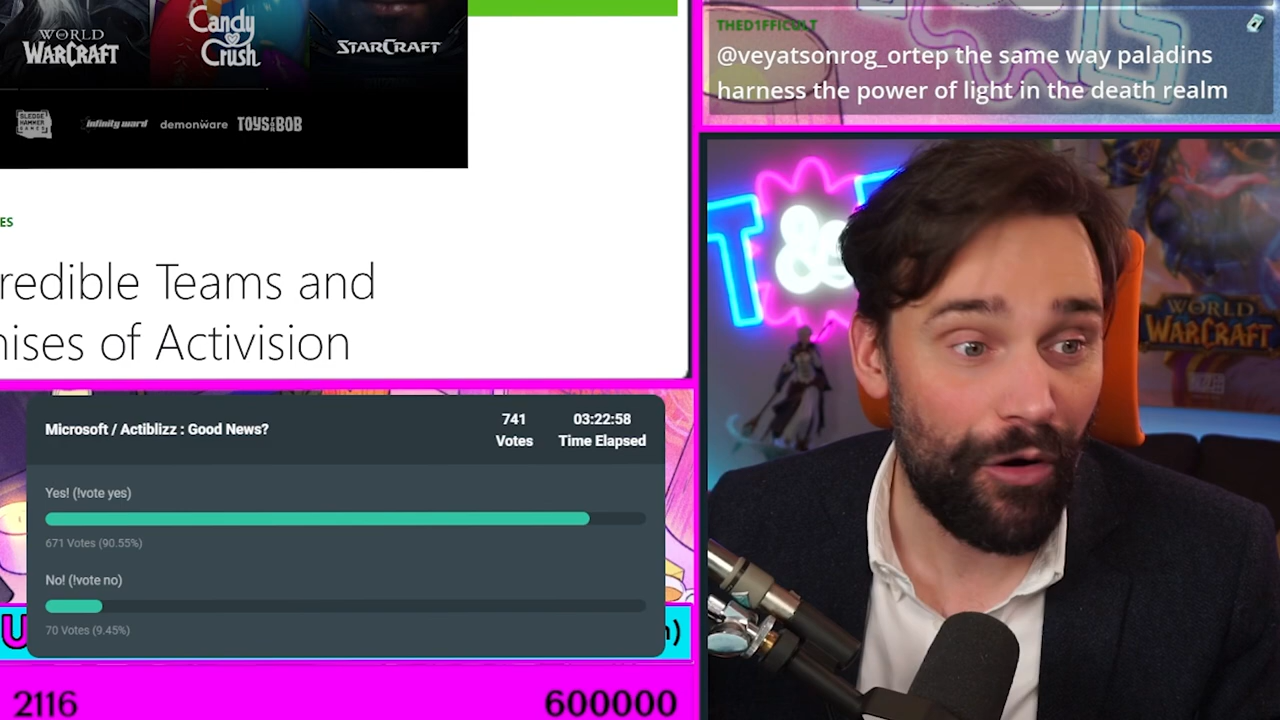 WORLD
WARCRAFT
Candy
Crush
STARCRAFT
SLEDGE
HAMMER
GAMES
infinity ward
demonware
TOYS FOR BOB
ES
redible Teams and
ises of Activision
Microsoft / Actiblizz : Good News?
741
Votes
03:22:58
Time Elapsed
Yes! (!vote yes)
671 Votes (90.55%)
No! (!vote no)
70 Votes (9.45%)
U
)
2116
600000
THED1FFICULT
@veyatsonrog_ortep the same way paladins
harness the power of light in the death realm
T &
WORLD
WARCRAFT